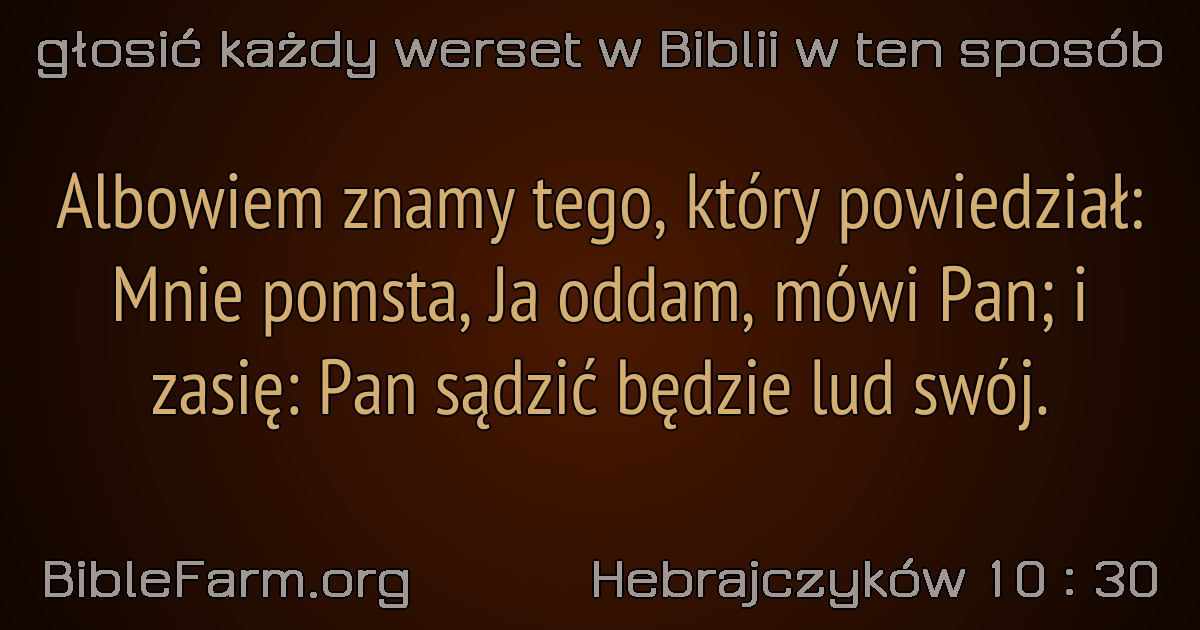 głosić każdy werset w Biblii w ten sposób
Albowiem znamy tego, który powiedział:
Mnie pomsta, Ja oddam, mówi Pan; i
zasię: Pan sądzić będzie lud swój.
BibleFarm.org
Hebrajczyków 10 : 30